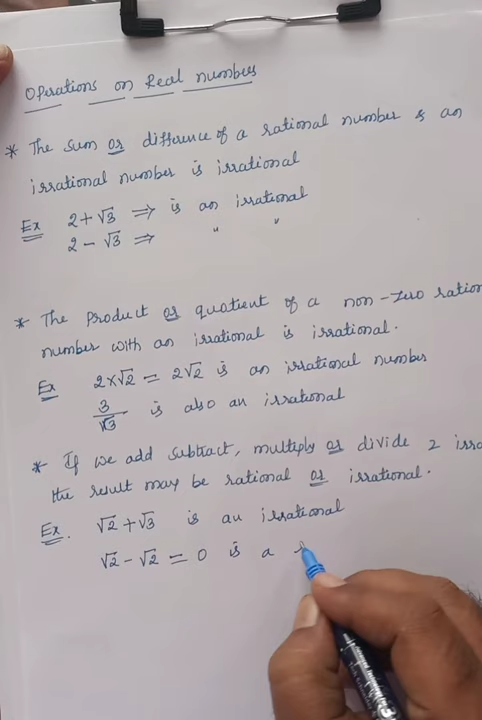 Operations on Real numbers
* The Sum or difference of a rational number & an
irrational number is irrational
Ex 2+√3 ⇒ is an irrational
2-√3 ⇒ " "
* The Product or quotient of a non-zero ration
number with an irrational is irrational.
Ex 2×√2 = 2√2 is an irrational number
3/√3 is also an irrational
* If we add subtract, multiply or divide 2 irra
the result may be rational or irrational.
Ex. √2+√3 is an irrational
√2-√2 = 0 is a